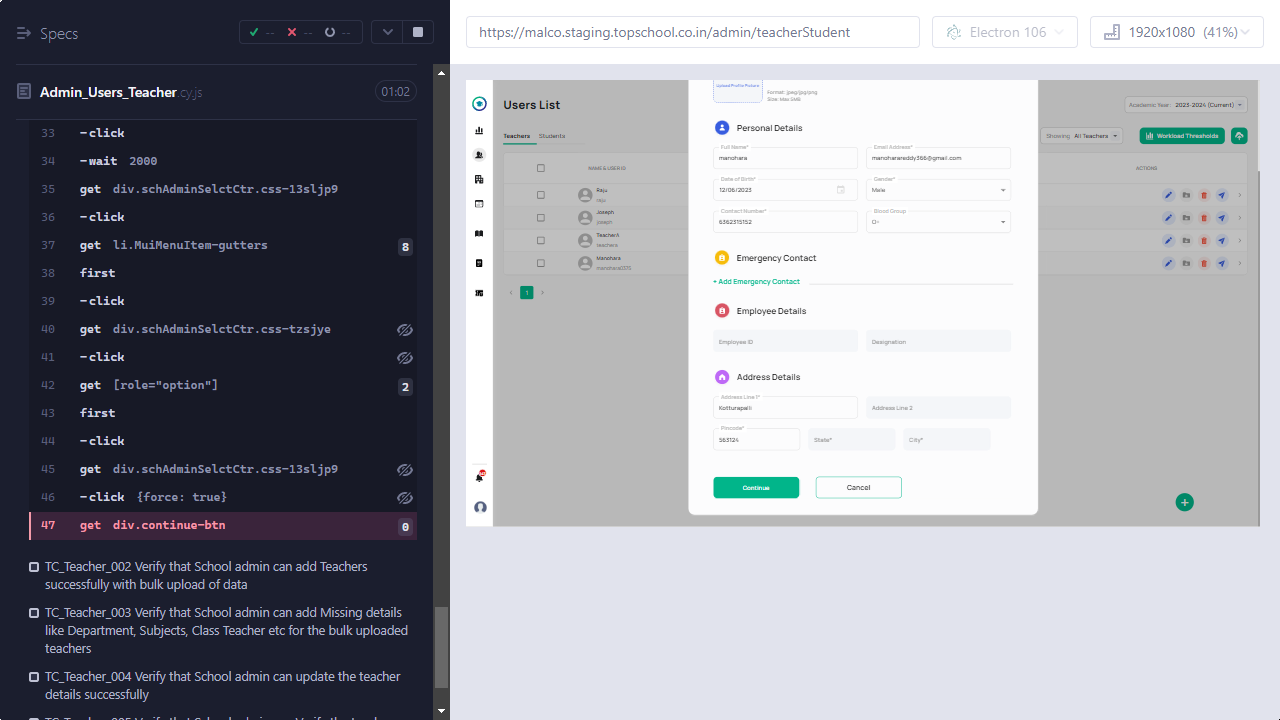 Specs
--
--
--
https://malco.staging.topschool.co.in/admin/teacherStudent
Electron 106
1920x1080 (41%)
Admin_Users_Teacher.cy.js
01:02
33 -click
34 -wait 2000
35 get div.schAdminSelctCtr.css-13sljp9
36 -click
37 get li.MuiMenuItem-gutters 8
38 first
39 -click
40 get div.schAdminSelctCtr.css-tzsjye
41 -click
42 get [role="option"] 2
43 first
44 -click
45 get div.schAdminSelctCtr.css-13sljp9
46 -click {force: true}
47 get div.continue-btn 0
TC_Teacher_002 Verify that School admin can add Teachers
successfully with bulk upload of data
TC_Teacher_003 Verify that School admin can add Missing details
like Department, Subjects, Class Teacher etc for the bulk uploaded
teachers
TC_Teacher_004 Verify that School admin can update the teacher
details successfully
Users List
Academic Year: 2023-2024 (Current)
Teachers Students
Showing All Teachers
Workload Thresholds
NAME & USER ID
ACTIONS
Raju
raju
Joseph
joseph
TeacherA
teachera
Manohara
1
Upload Profile Picture
Format: jpeg/jpg/png
Size: Max 5MB
Personal Details
Full Name*
manohara
Email Address*
manoharareddy366@gmail.com
Date of Birth*
12/06/2023
Gender*
Male
Contact Number*
6362315152
Blood Group
O+
Emergency Contact
+ Add Emergency Contact
Employee Details
Employee ID
Designation
Address Details
Address Line 1*
Kotturapalli
Address Line 2
Pincode*
563124
State*
City*
Continue
Cancel